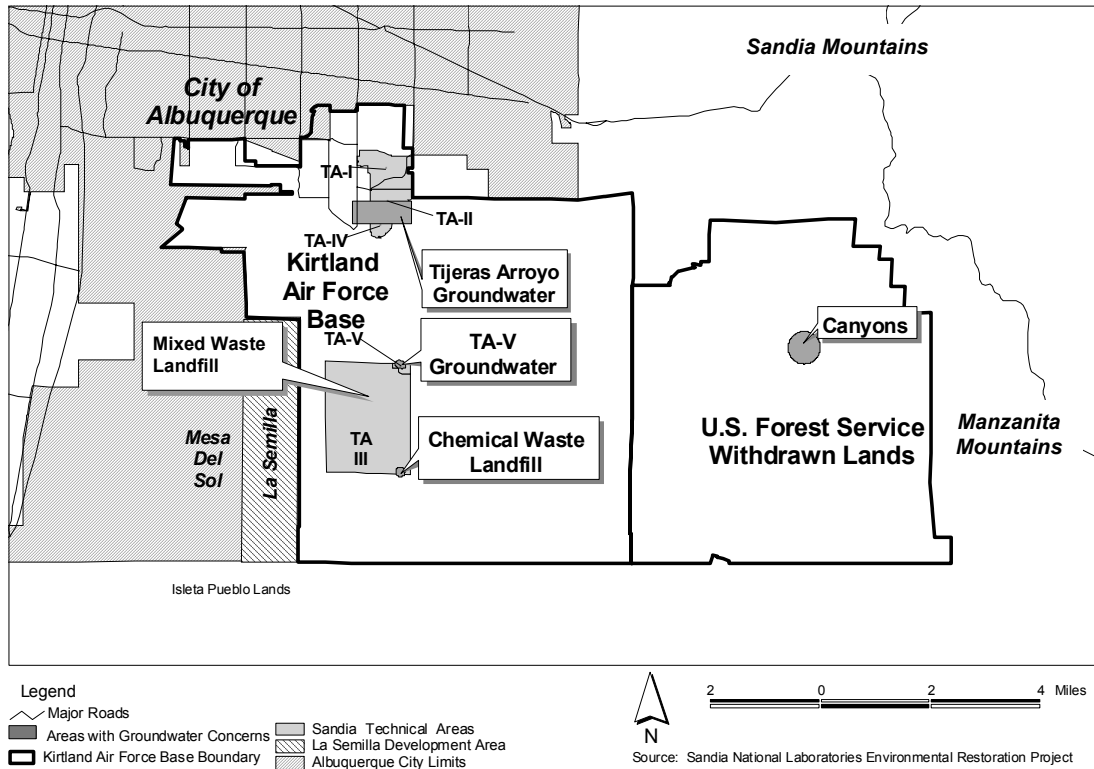 Sandia Mountains
City of
Albuquerque
TA-I
TA-II
TA-IV
Kirtland
Air Force
Base
Tijeras Arroyo
Groundwater
Canyons
TA-V
TA-V
Groundwater
Mixed Waste
Landfill
U.S. Forest Service
Withdrawn Lands
Manzanita
Mountains
Mesa
Del
Sol
La Semilla
TA
III
Chemical Waste
Landfill
Isleta Pueblo Lands
Legend
Major Roads
Areas with Groundwater Concerns
Kirtland Air Force Base Boundary
Sandia Technical Areas
La Semilla Development Area
Albuquerque City Limits
N
2 0 2 4 Miles
Source: Sandia National Laboratories Environmental Restoration Project